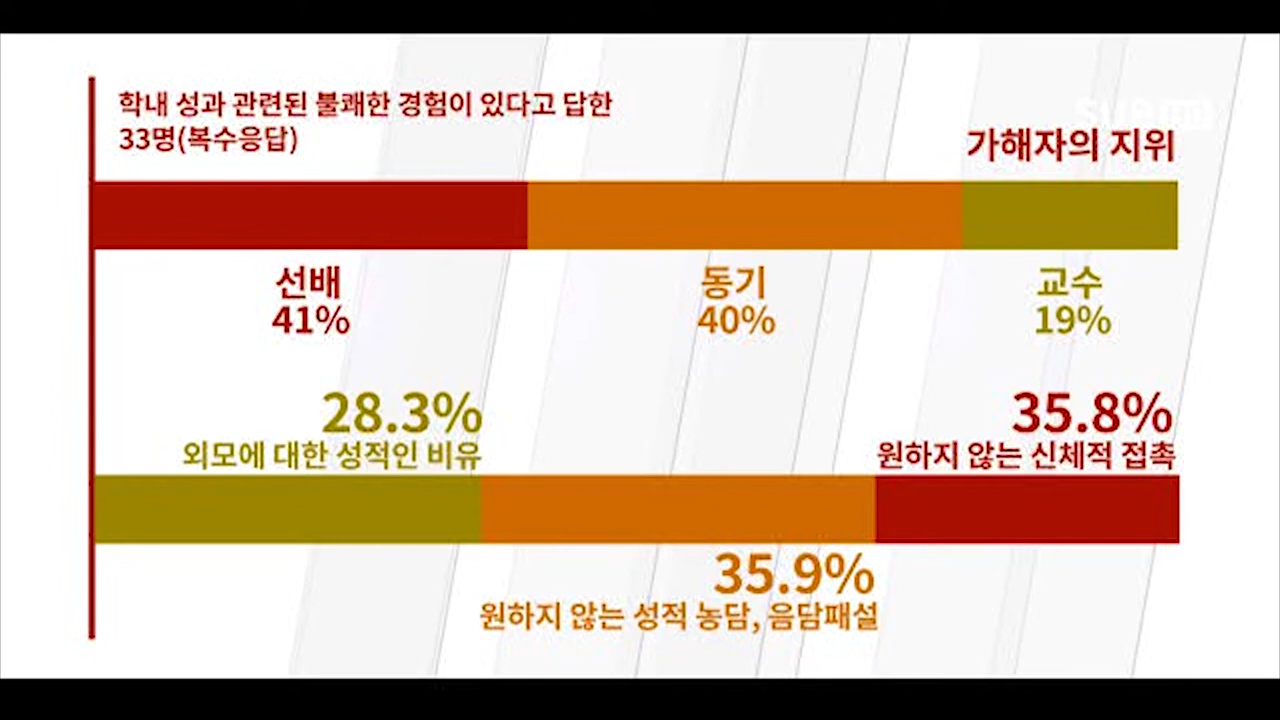 학내 성과 관련된 불쾌한 경험이 있다고 답한
33명(복수응답)
가해자의 지위
선배
41%
동기
40%
교수
19%
28.3%
외모에 대한 성적인 비유
35.8%
원하지 않는 신체적 접촉
35.9%
원하지 않는 성적 농담, 음담패설